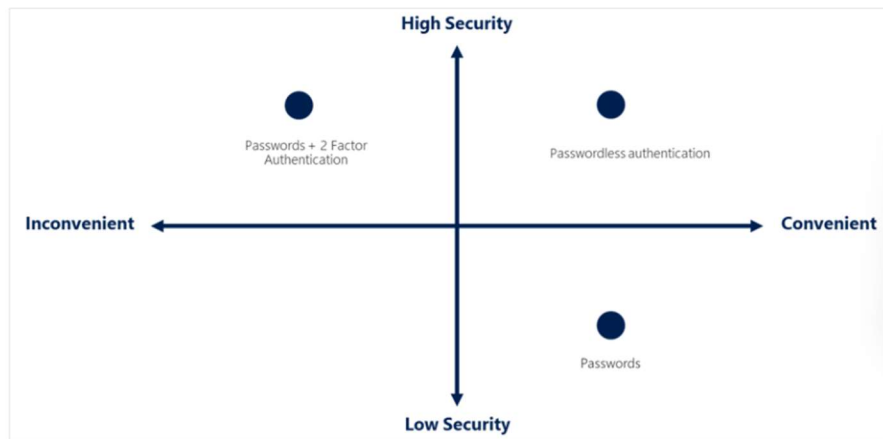 High Security
Passwords + 2 Factor
Authentication
Passwordless authentication
Inconvenient
Convenient
Passwords
Low Security